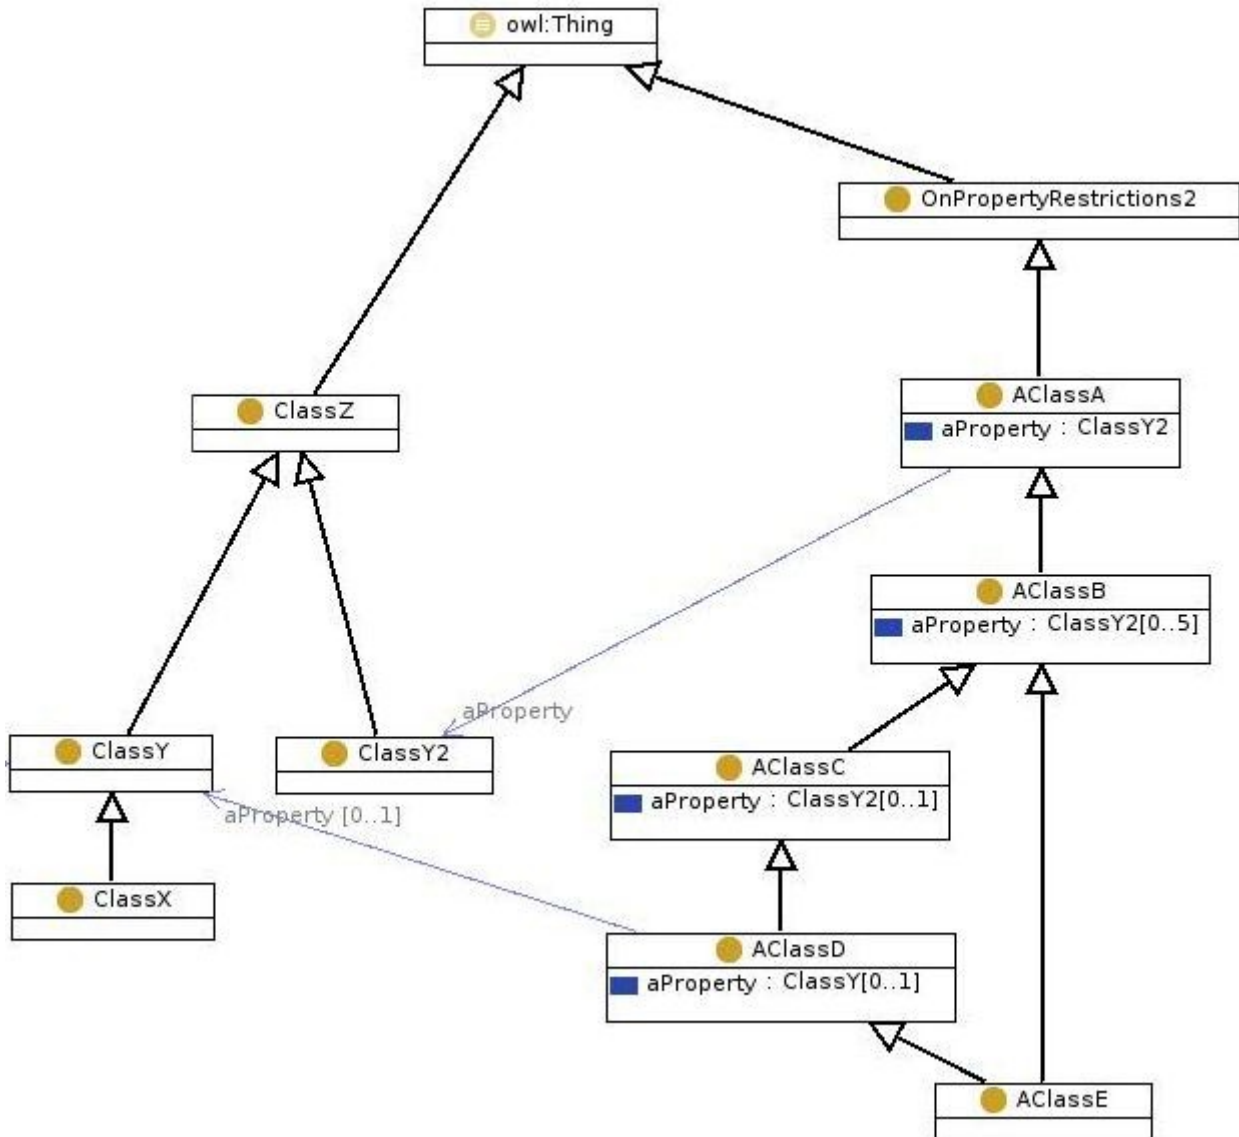 owl:Thing
OnPropertyRestrictions2
AClassA
aProperty : ClassY2
ClassZ
AClassB
aProperty : ClassY2[0..5]
aProperty
ClassY
ClassY2
AClassC
aProperty : ClassY2[0..1]
aProperty [0..1]
ClassX
AClassD
aProperty : ClassY[0..1]
AClassE